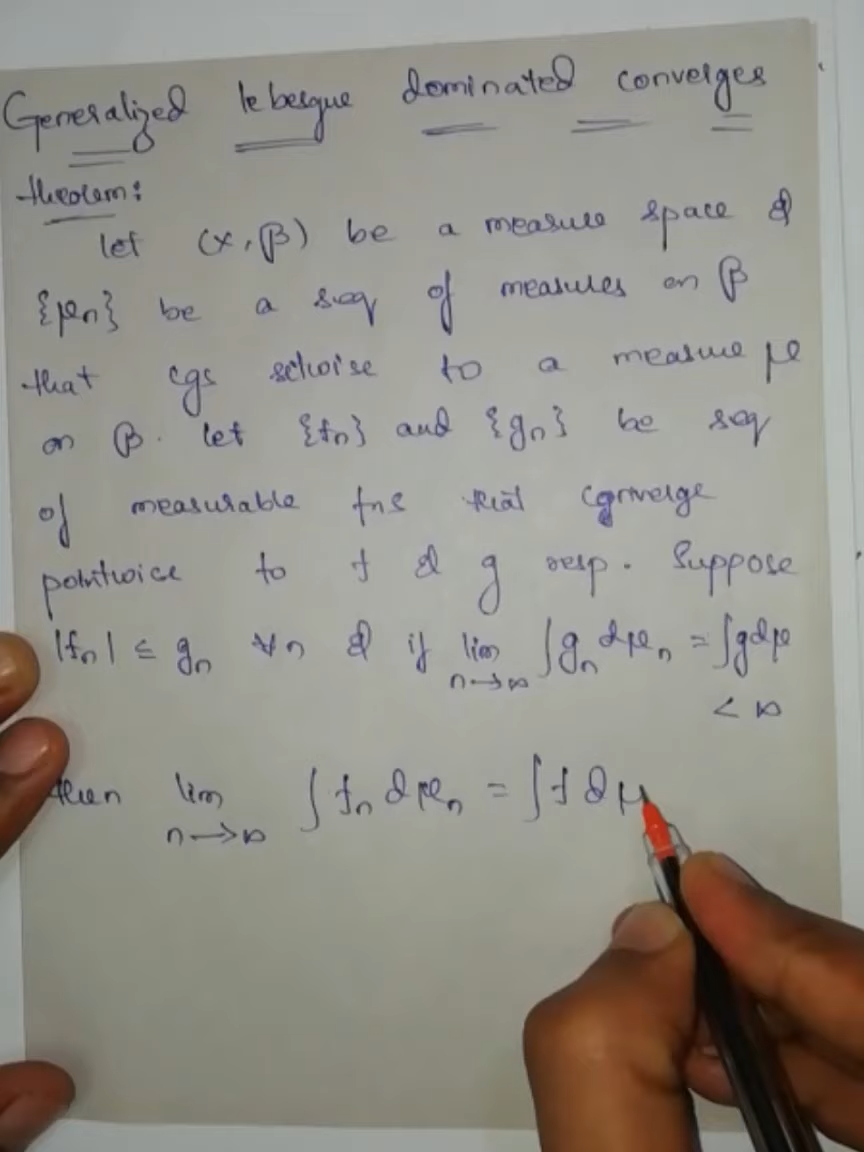 Generalized lebesgue dominated converges
theorem:
let (X, β) be a measure space &
{μn} be a seq of measures on β
that cgs setwise to a measure μ
on β. let {fn} and {gn} be seq
of measurable fns that converge
pointwise to f & g resp. Suppose
|fn| ≤ gn ∀n & if lim n→∞ ∫gn dμn = ∫g dμ
< ∞
then lim n→∞ ∫ fn dμn = ∫ f dμ